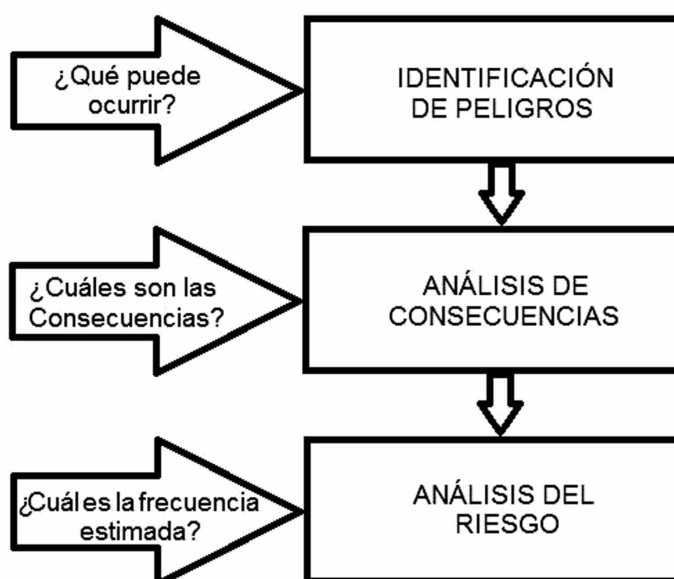 ¿Qué puede
ocurrir?
IDENTIFICACIÓN
DE PELIGROS
¿Cuáles son las
Consecuencias?
ANÁLISIS DE
CONSECUENCIAS
¿Cuál es la frecuencia
estimada?
ANÁLISIS DEL
RIESGO